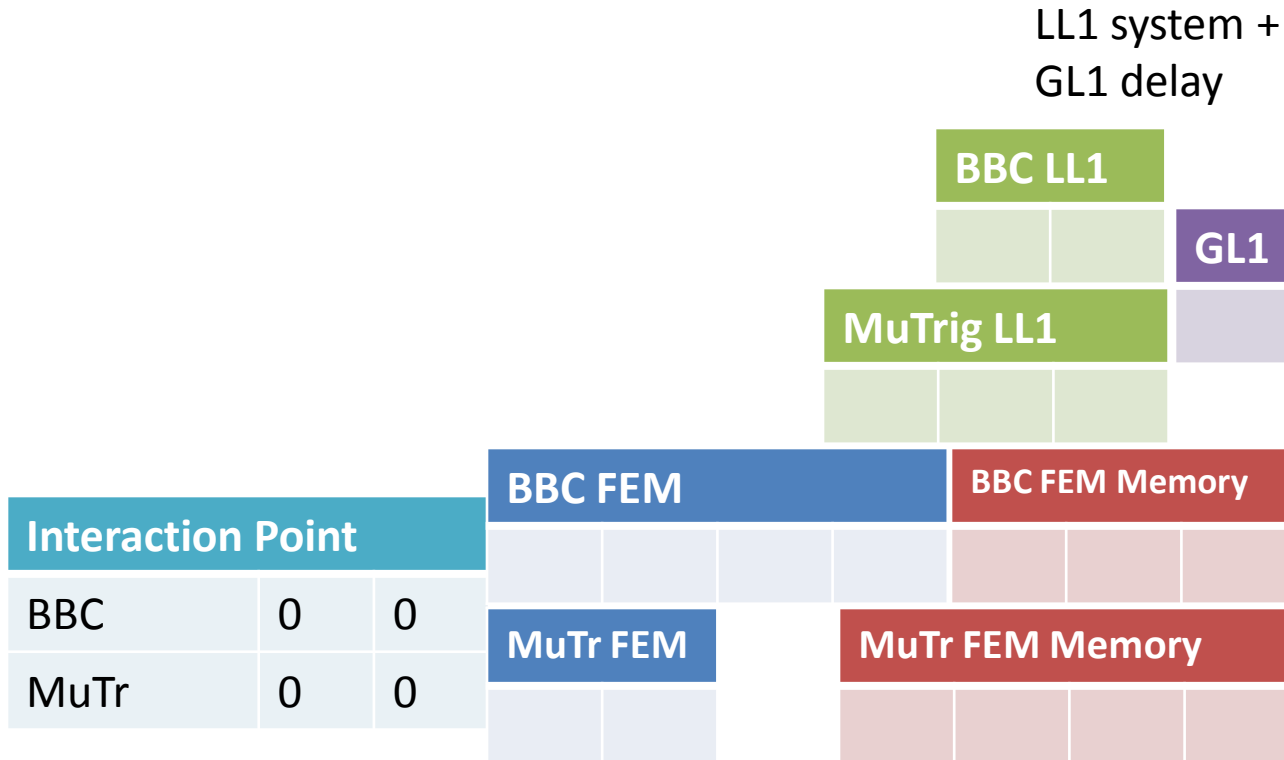 LL1 system +
GL1 delay
BBC LL1
GL1
MuTrig LL1
BBC FEM
BBC FEM Memory
Interaction Point
BBC 0 0
MuTr FEM
MuTr FEM Memory
MuTr 0 0